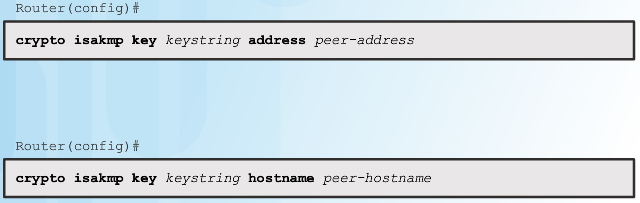 Router(config)#
crypto isakmp key keystring address peer-address
Router(config)#
crypto isakmp key keystring hostname peer-hostname